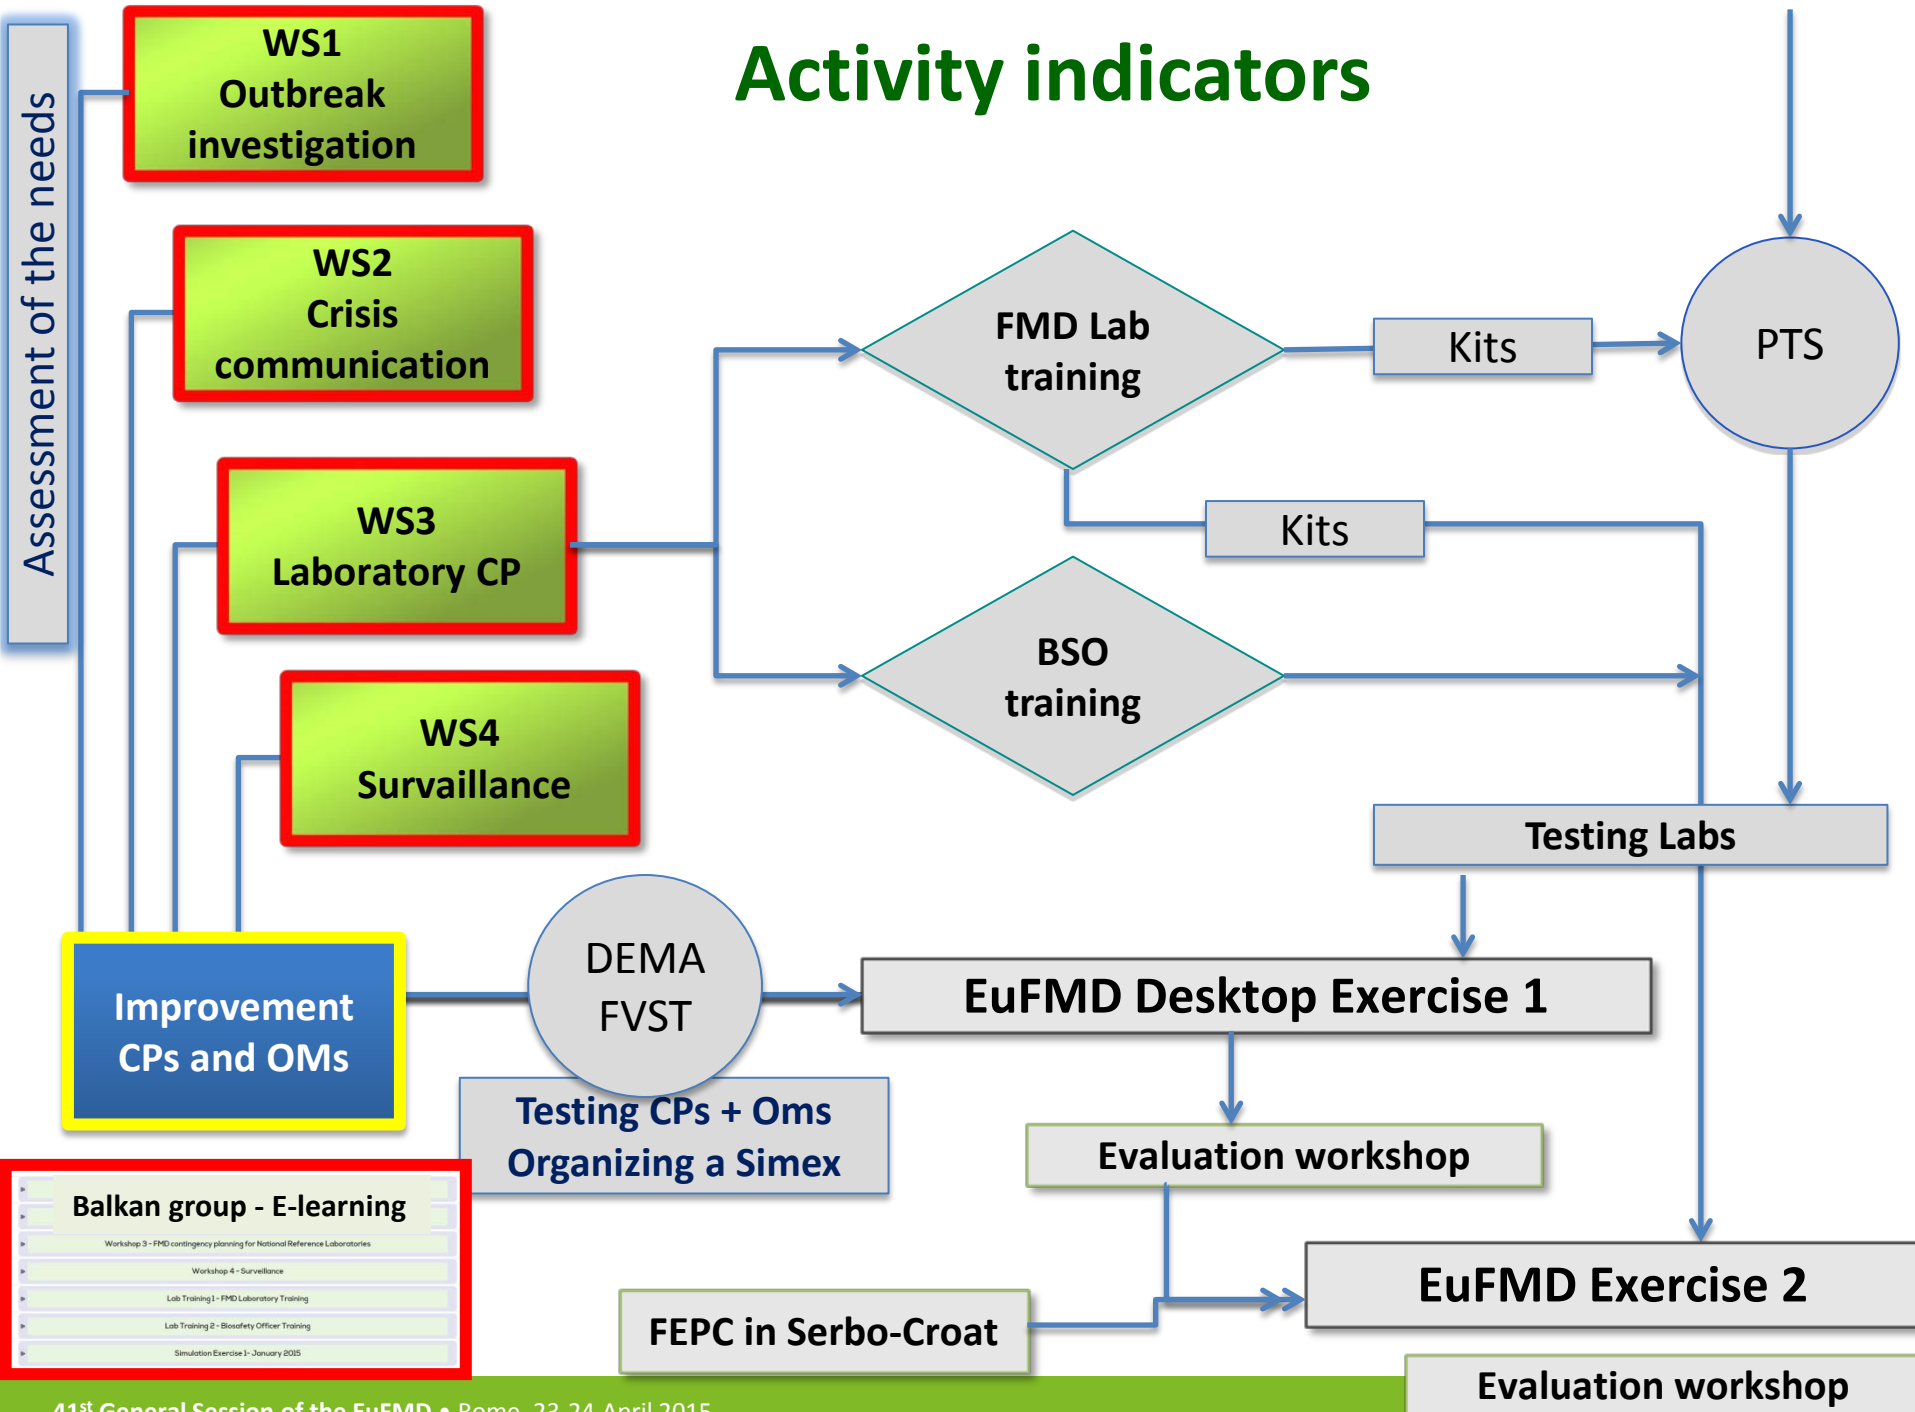 Activity indicators
Assessment of the needs
WS1
Outbreak
investigation
WS2
Crisis
communication
WS3
Laboratory CP
WS4
Survaillance
FMD Lab
training
Kits
PTS
Kits
BSO
training
Testing Labs
Improvement
CPs and OMs
DEMA
FVST
Testing CPs + Oms
Organizing a Simex
EuFMD Desktop Exercise 1
Evaluation workshop
Balkan group - E-learning
Workshop 3 - FMD contingency planning for National Reference Laboratories
Workshop 4 - Surveillance
Lab Training 1 - FMD Laboratory Training
Lab Training 2 - Biosafety Officer Training
Simulation Exercise 1- January 2015
FEPC in Serbo-Croat
EuFMD Exercise 2
Evaluation workshop
41st General Session of the EuFMD • Rome, 23-24 April 2015